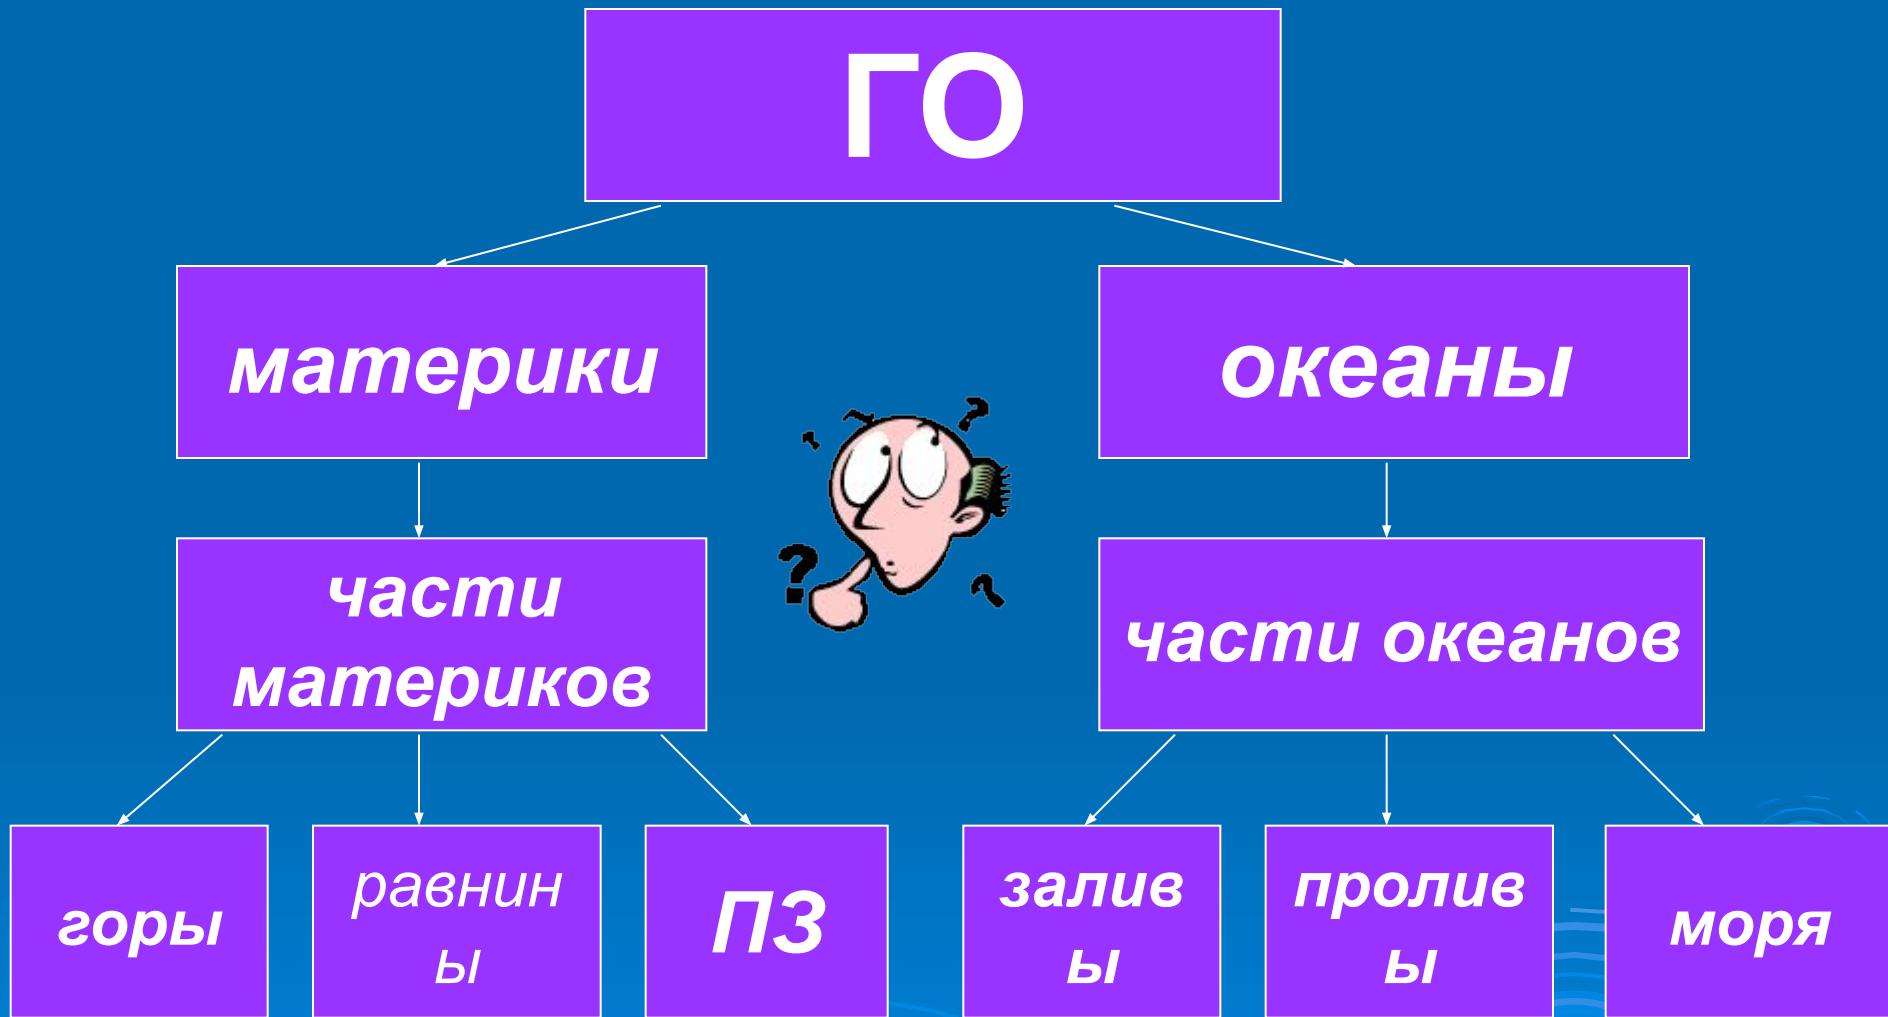 ГО
материки
океаны
части
материков
части океанов
горы
равнин
ы
ПЗ
залив
ы
пролив
ы
моря